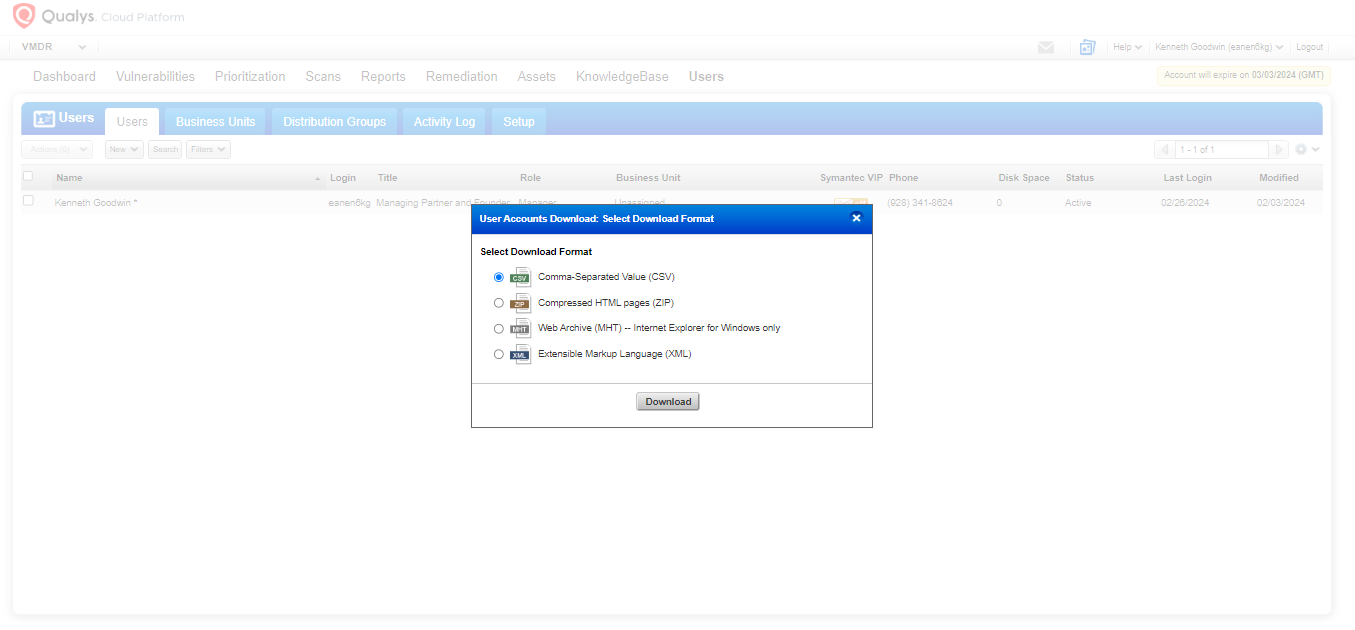 Qualys. Cloud Platform
VMDR Help Kenneth Goodwin (eanen6kg) Logout
Dashboard Vulnerabilities Prioritization Scans Reports Remediation Assets KnowledgeBase Users
Account will expire on 03/03/2024 (GMT)
Users Users Business Units Distribution Groups Activity Log Setup
Actions (0) New Search Filters 1 - 1 of 1
Name Login Title Role Business Unit Symantec VIP Phone Disk Space Status Last Login Modified
Kenneth Goodwin * eanen6kg Managing Partner and Founder Manager Unassigned (928) 341-8624 0 Active 02/26/2024 02/03/2024
User Accounts Download: Select Download Format
Select Download Format
CSV Comma-Separated Value (CSV)
ZIP Compressed HTML pages (ZIP)
MHT Web Archive (MHT) -- Internet Explorer for Windows only
XML Extensible Markup Language (XML)
Download